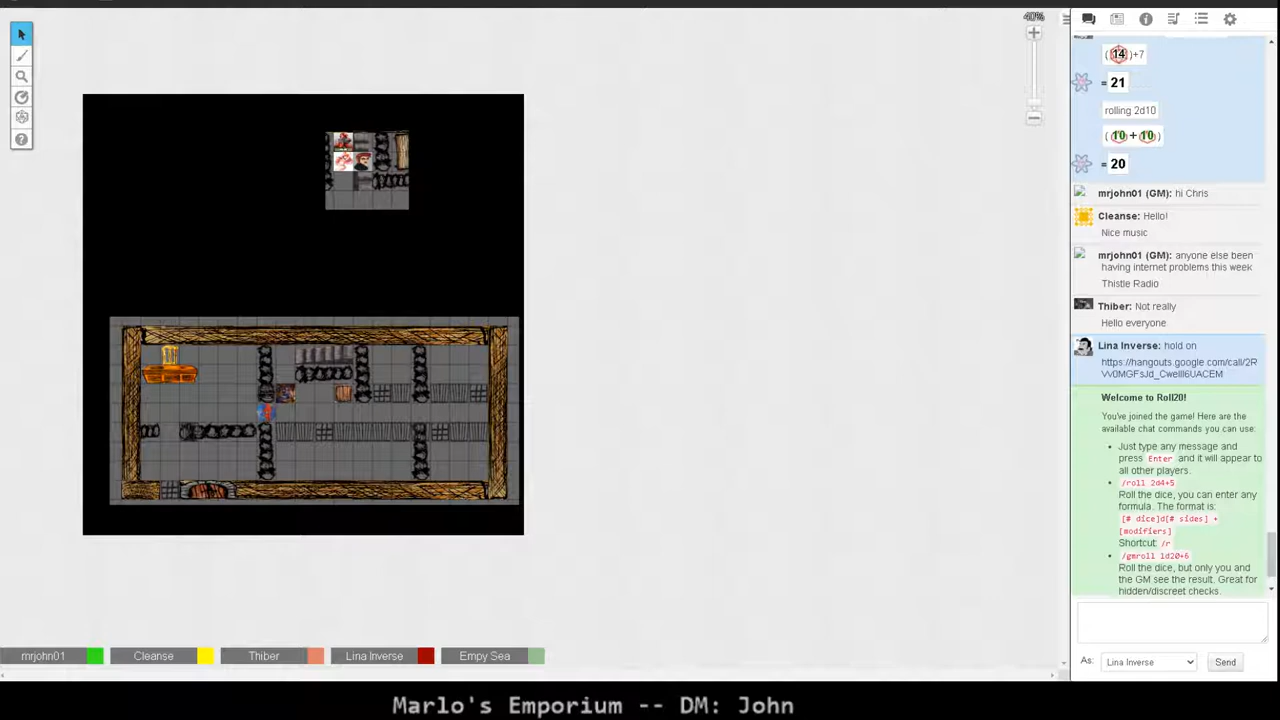 40%
(14)+7
= 21
rolling 2d10
(10+10)
= 20
mrjohn01 (GM): hi Chris
Cleanse: Hello!
Nice music
mrjohn01 (GM): anyone else been
having internet problems this week
Thistle Radio
Thiber: Not really
Hello everyone
Lina Inverse: hold on
https://hangouts.google.com/call/2R
Welcome to Roll20!
You've joined the game! Here are the
available chat commands you can use:
• Just type any message and
press Enter and it will appear to
all other players.
• /roll 2d4+5
Roll the dice, you can enter any
formula. The format is:
[# dice]d[# sides] +
[modifiers]
Shortcut: /r
• /gmroll 1d20+6
Roll the dice, but only you and
the GM see the result. Great for
hidden/discreet checks.
mrjohn01
Cleanse
Thiber
Lina Inverse
Empy Sea
As: Lina Inverse Send
Marlo's Emporium -- DM: John